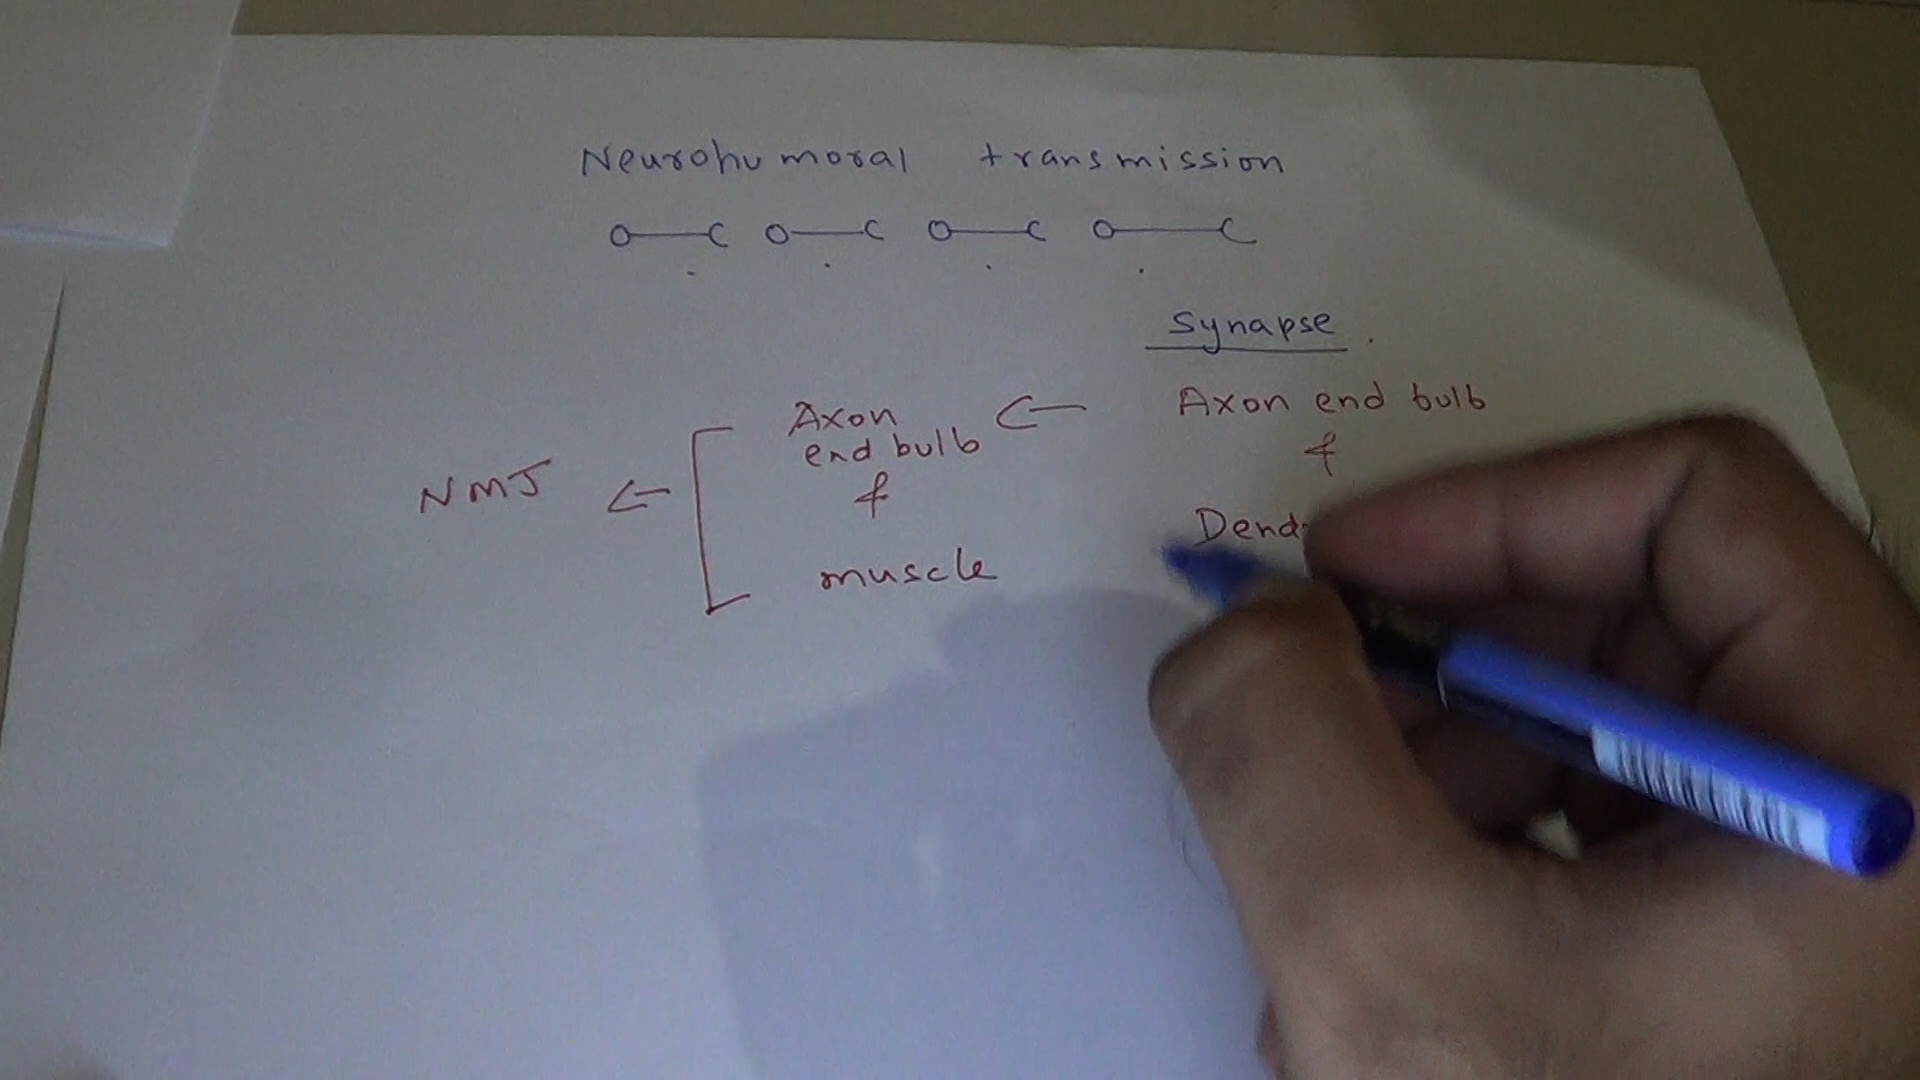 Neurohumoral transmission
Synapse.
Axon end bulb
&
Axon
end bulb
&
muscle
NMJ